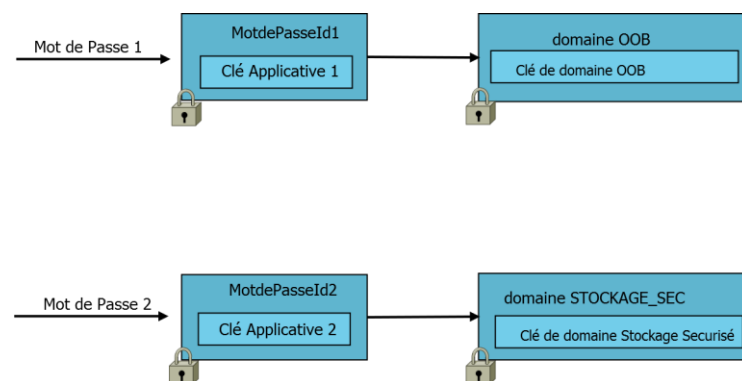 Mot de Passe 1
MotdePasseId1
Clé Applicative 1
domaine OOB
Clé de domaine OOB
Mot de Passe 2
MotdePasseId2
Clé Applicative 2
domaine STOCKAGE_SEC
Clé de domaine Stockage Securisé